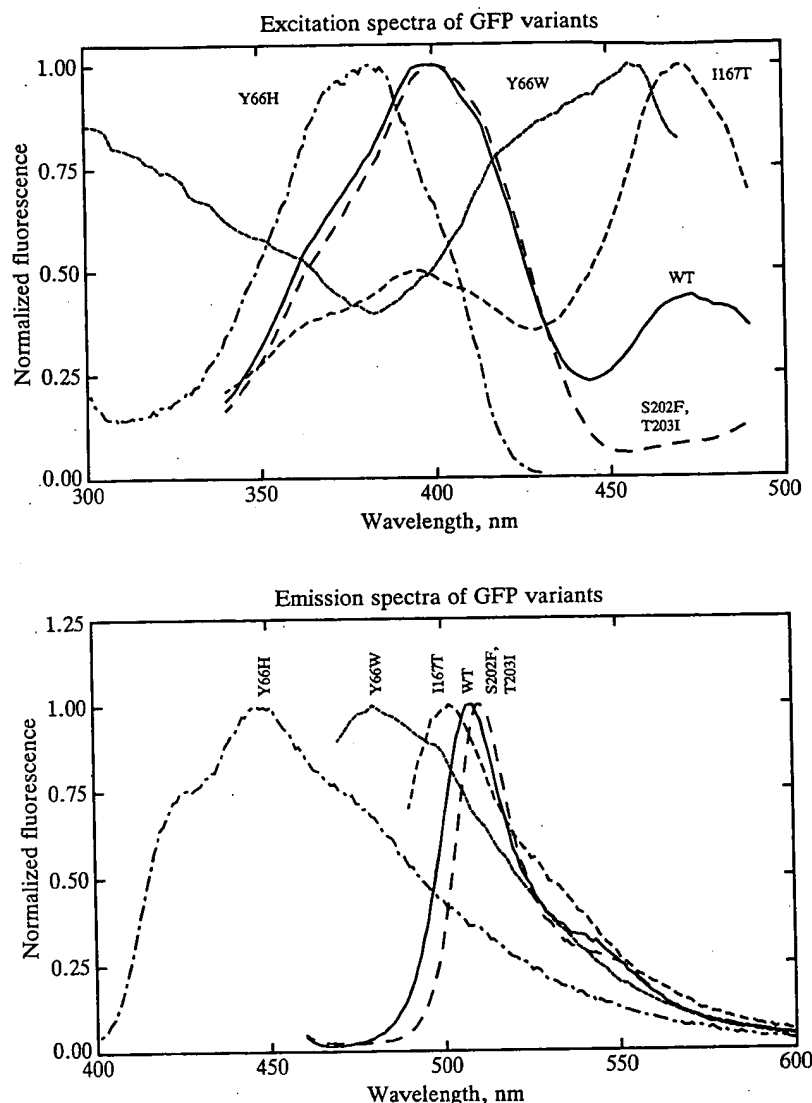 Excitation spectra of GFP variants
1.00
0.75
0.50
0.25
0.00
Normalized fluorescence
Y66H
Y66W
I167T
WT
S202F,
T203I
300
350
400
450
500
Wavelength, nm
Emission spectra of GFP variants
1.25
1.00
0.75
0.50
0.25
0.00
Normalized fluorescence
Y66H
Y66W
I167T
WT
S202F,
T203I
400
450
500
550
600
Wavelength, nm